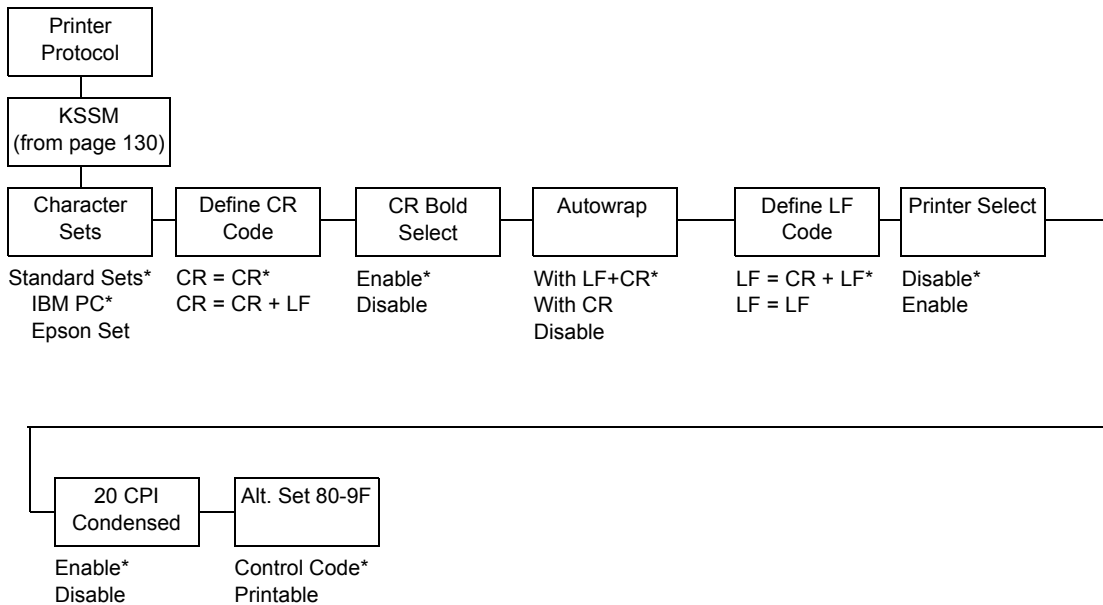 Printer
Protocol
KSSM
(from page 130)
Character
Sets
Define CR
Code
CR Bold
Select
Autowrap
Define LF
Code
Printer Select
Standard Sets*
IBM PC*
Epson Set
CR = CR*
CR = CR + LF
Enable*
Disable
With LF+CR*
With CR
Disable
LF = CR + LF*
LF = LF
Disable*
Enable
20 CPI
Condensed
Alt. Set 80-9F
Enable*
Disable
Control Code*
Printable